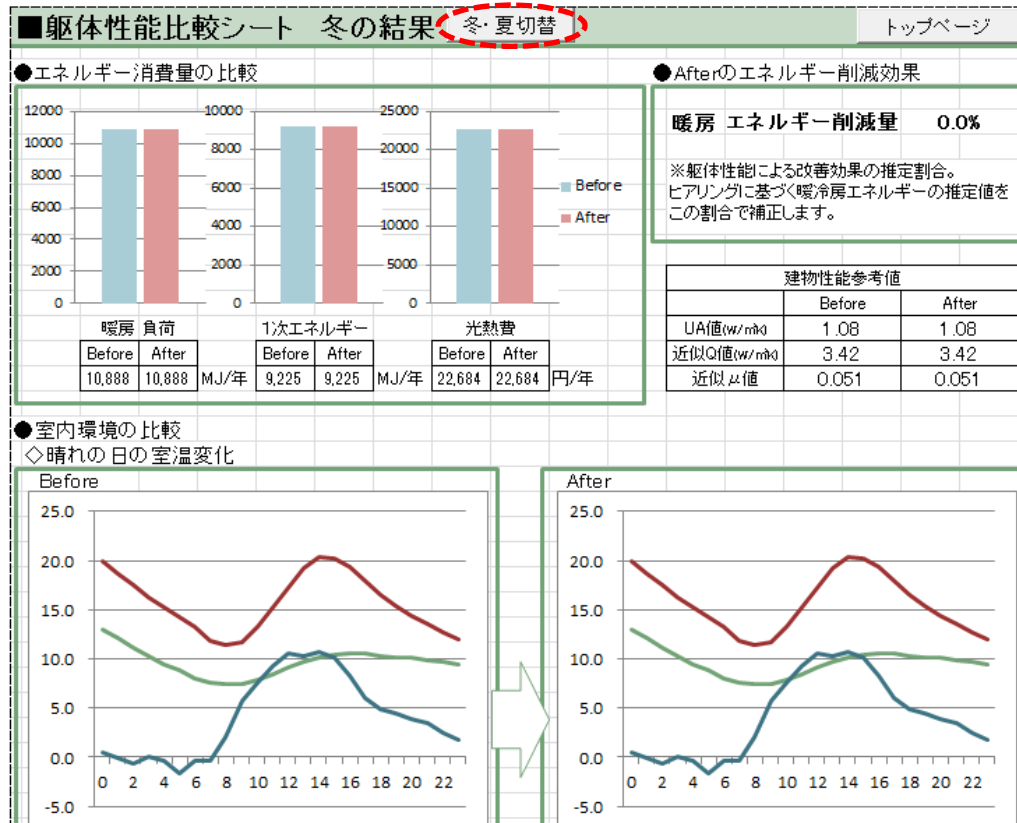 ■躯体性能比較シート 冬の結果 冬・夏切替 トップページ
●エネルギー消費量の比較
12000
10000
8000
6000
4000
2000
0
10000
8000
6000
4000
2000
0
25000
20000
15000
10000
5000
0
Before
After
暖房 負荷
1次エネルギー
光熱費
Before After Before After Before After
10,888 10,888 MJ/年 9,225 9,225 MJ/年 22,684 22,684 円/年
●Afterのエネルギー削減効果
暖房 エネルギー削減量 0.0%
※躯体性能による改善効果の推定割合。
ヒアリングに基づく暖冷房エネルギーの推定値を
この割合で補正します。
建物性能参考値
Before After
UA値(w/㎡k) 1.08 1.08
近似Q値(w/㎡k) 3.42 3.42
近似μ値 0.051 0.051
●室内環境の比較
◇晴れの日の室温変化
Before
25.0
20.0
15.0
10.0
5.0
0.0
-5.0
0 2 4 6 8 10 12 14 16 18 20 22
After
25.0
20.0
15.0
10.0
5.0
0.0
-5.0
0 2 4 6 8 10 12 14 16 18 20 22